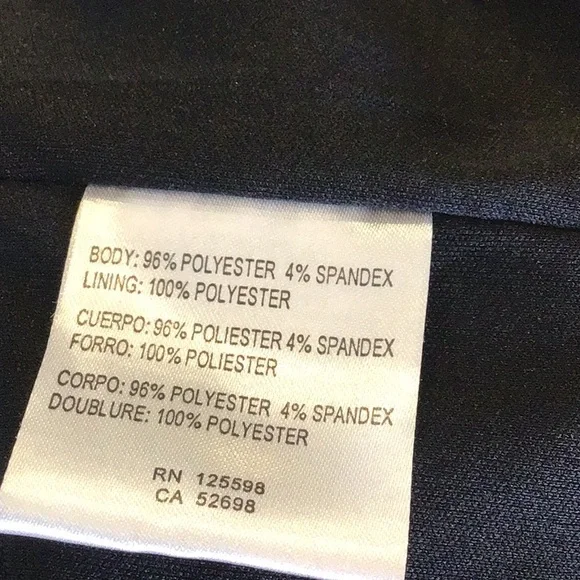 BODY: 96% POLYESTER 4% SPANDEX
LINING: 100% POLYESTER
CUERPO: 96% POLIESTER 4% SPANDEX
FORRO: 100% POLIESTER
CORPO: 96% POLYESTER 4% SPANDEX
DOUBLURE: 100% POLYESTER
RN 125598
CA 52698